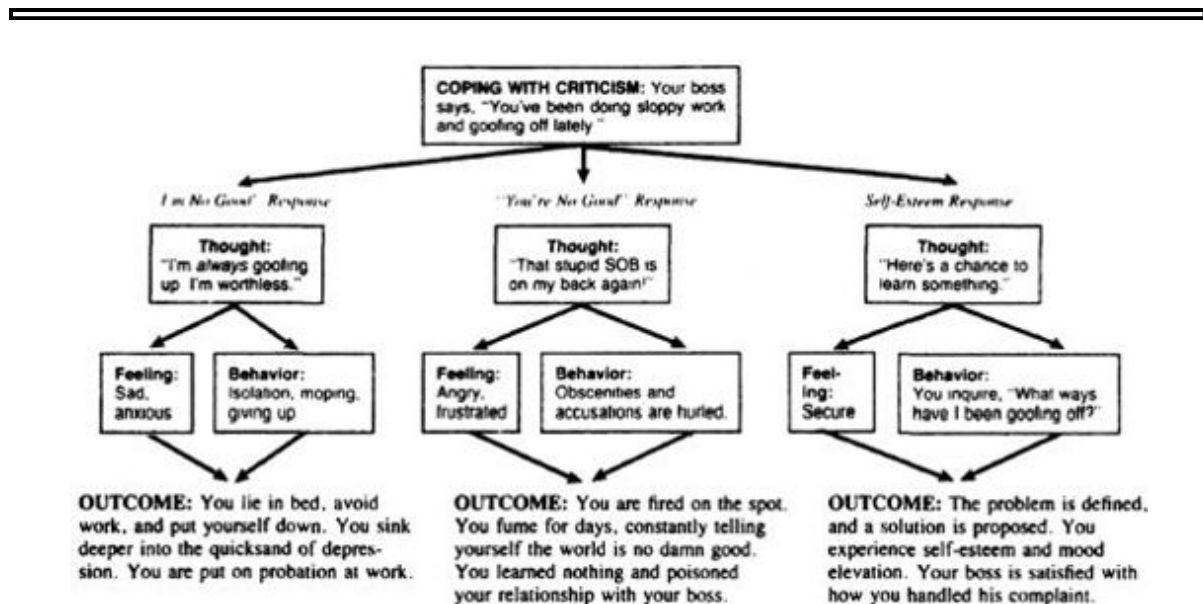 COPING WITH CRITICISM: Your boss
says, "You've been doing sloppy work
and goofing off lately"
I'm No Good" Response
"You're No Good" Response
Self-Esteem Response
Thought:
"I'm always goofing
up I'm worthless."
Thought:
"That stupid SOB is
on my back again!"
Thought:
"Here's a chance to
learn something."
Feeling:
Sad,
anxious
Behavior:
Isolation, moping,
giving up
Feeling:
Angry,
frustrated
Behavior:
Obscenities and
accusations are hurled.
Feel-
ing:
Secure
Behavior:
You inquire, "What ways
have I been goofing off?"
OUTCOME: You lie in bed, avoid
work, and put yourself down. You sink
deeper into the quicksand of depres-
sion. You are put on probation at work.
OUTCOME: You are fired on the spot.
You fume for days, constantly telling
yourself the world is no damn good.
You learned nothing and poisoned
your relationship with your boss.
OUTCOME: The problem is defined,
and a solution is proposed. You
experience self-esteem and mood
elevation. Your boss is satisfied with
how you handled his complaint.